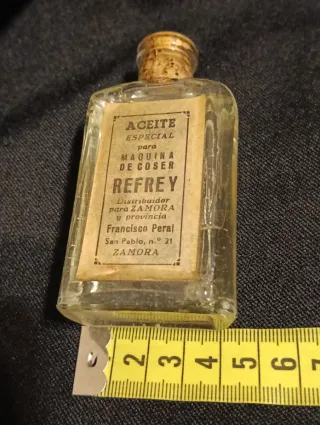 ACEITE
ESPECIAL
para
MAQUINA
DE COSER
REFREY
Distribuidor
para ZAMORA
y provincia
Francisco Peral
San Pablo, n.º 21
ZAMORA
2 3 4 5 6 7